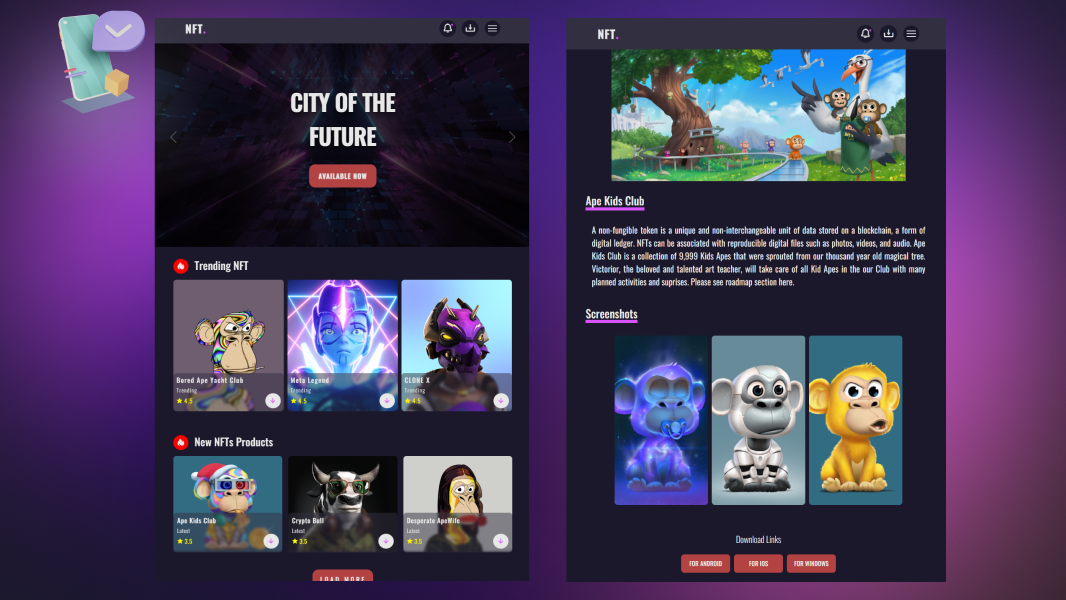 NFT.
CITY OF THE
FUTURE
AVAILABLE NOW
Trending NFT
Bored Ape Yacht Club
Trending
4.5
Meta Legend
Trending
4.5
CLONE X
Trending
4.5
New NFTs Products
Ape Kids Club
Latest
3.5
Crypto Bull
Latest
3.5
Desperate ApeWife
Latest
3.5
LOAD MORE
NFT.
Ape Kids Club
A non-fungible token is a unique and non-interchangeable unit of data stored on a blockchain, a form of
digital ledger. NFTs can be associated with reproducible digital files such as photos, videos, and audio. Ape
Kids Club is a collection of 9,999 Kids Apes that were sprouted from our thousand year old magical tree.
Victorior, the beloved and talented art teacher, will take care of all Kid Apes in the our Club with many
planned activities and suprises. Please see roadmap section here.
Screenshots
Download Links
FOR ANDROID
FOR IOS
FOR WINDOWS